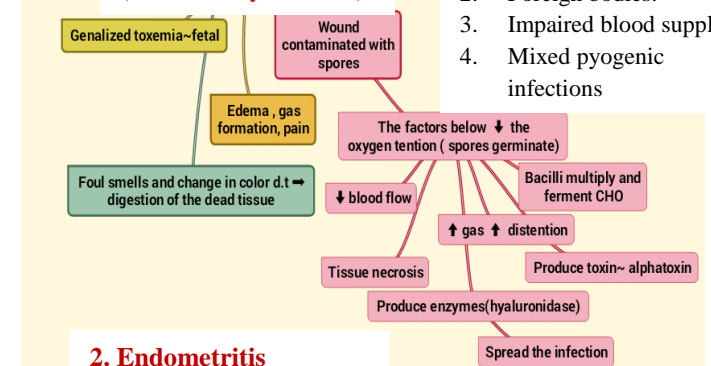 Foreign bodies.
3. Impaired blood suppl
4. Mixed pyogenic
infections
Genalized toxemia~fetal
Wound
contaminated with
spores
Edema , gas
formation, pain
The factors below ⬇ the
oxygen tention ( spores germinate)
Foul smells and change in color d.t ➡
digestion of the dead tissue
⬇ blood flow
Bacilli multiply and
ferment CHO
⬆ gas ⬆ distention
Tissue necrosis
Produce toxin~ alphatoxin
Produce enzymes(hyaluronidase)
Spread the infection
2. Endometritis